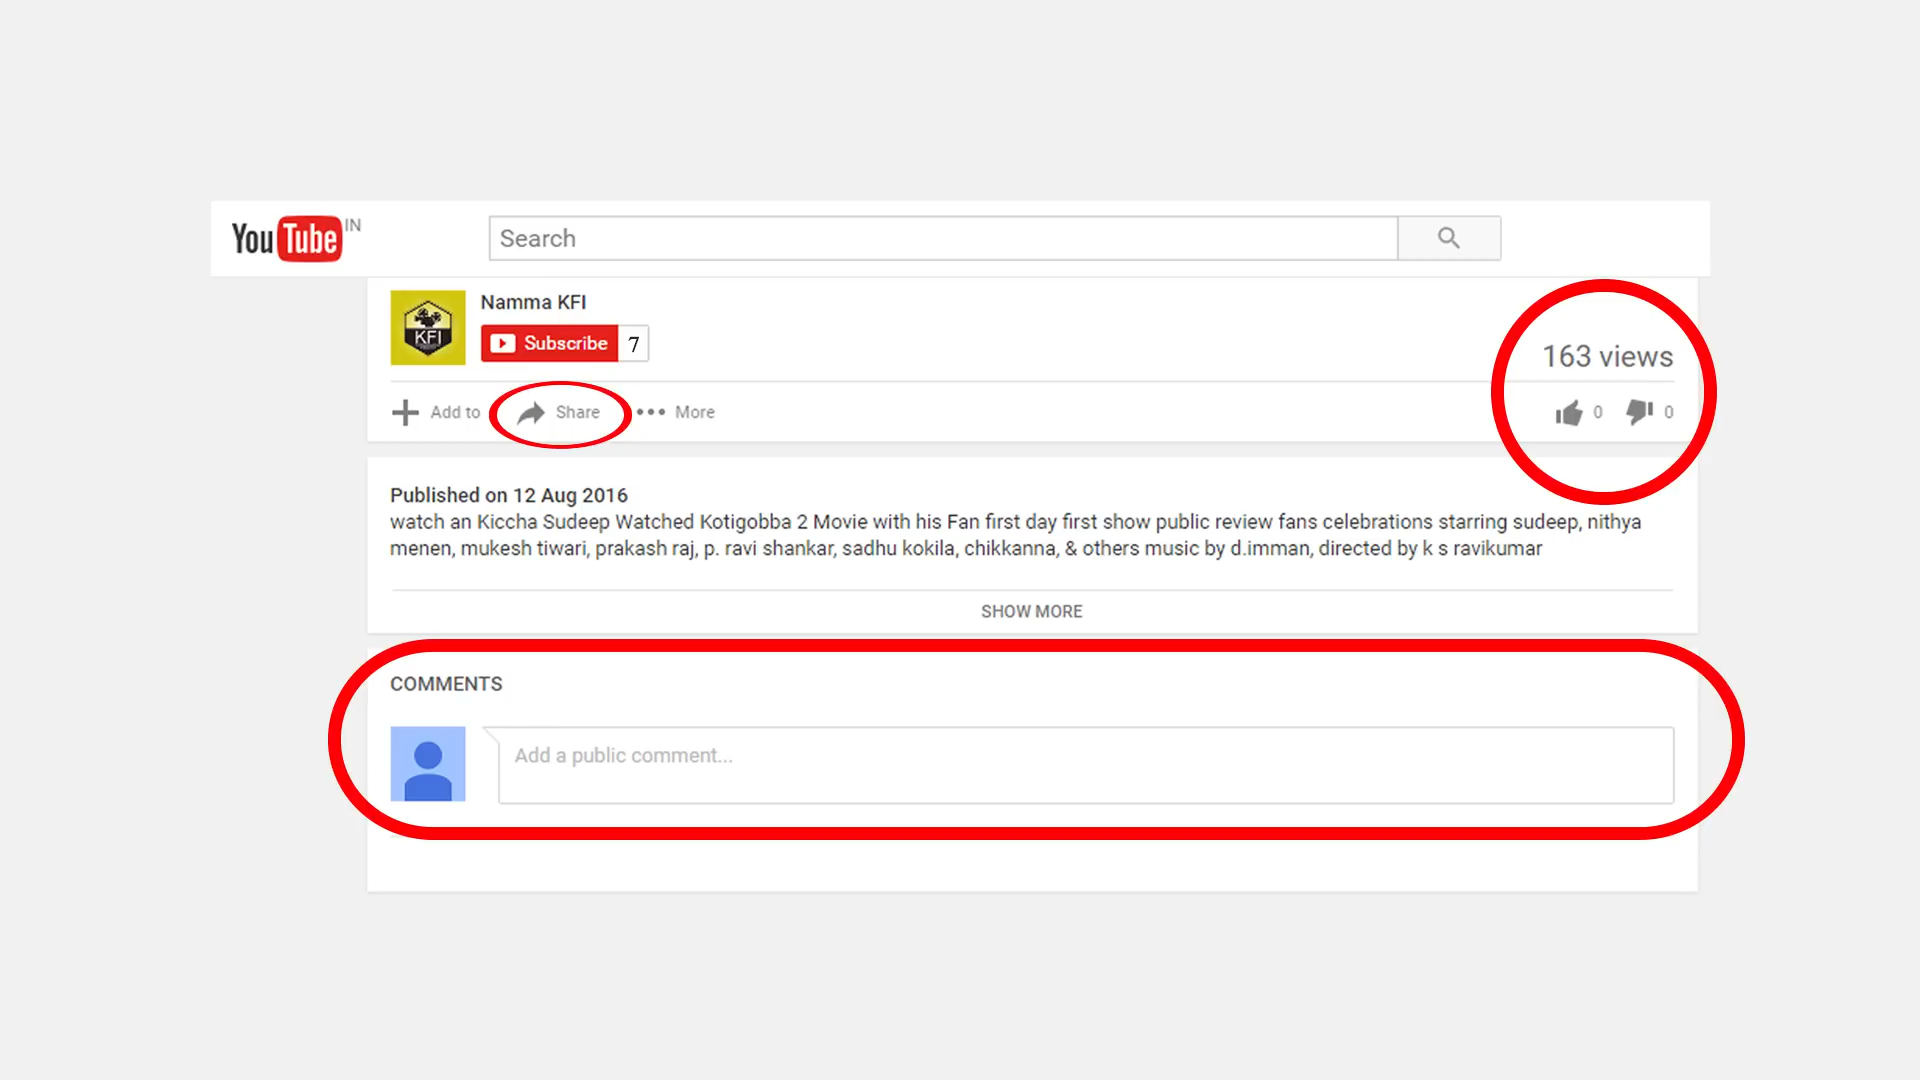 YouTube IN
Search
KFI
Namma KFI
Subscribe 7
163 views
Add to Share More
0 0
Published on 12 Aug 2016
watch an Kiccha Sudeep Watched Kotigobba 2 Movie with his Fan first day first show public review fans celebrations starring sudeep, nithya
menen, mukesh tiwari, prakash raj, p. ravi shankar, sadhu kokila, chikkanna, & others music by d.imman, directed by k s ravikumar
SHOW MORE
COMMENTS
Add a public comment...